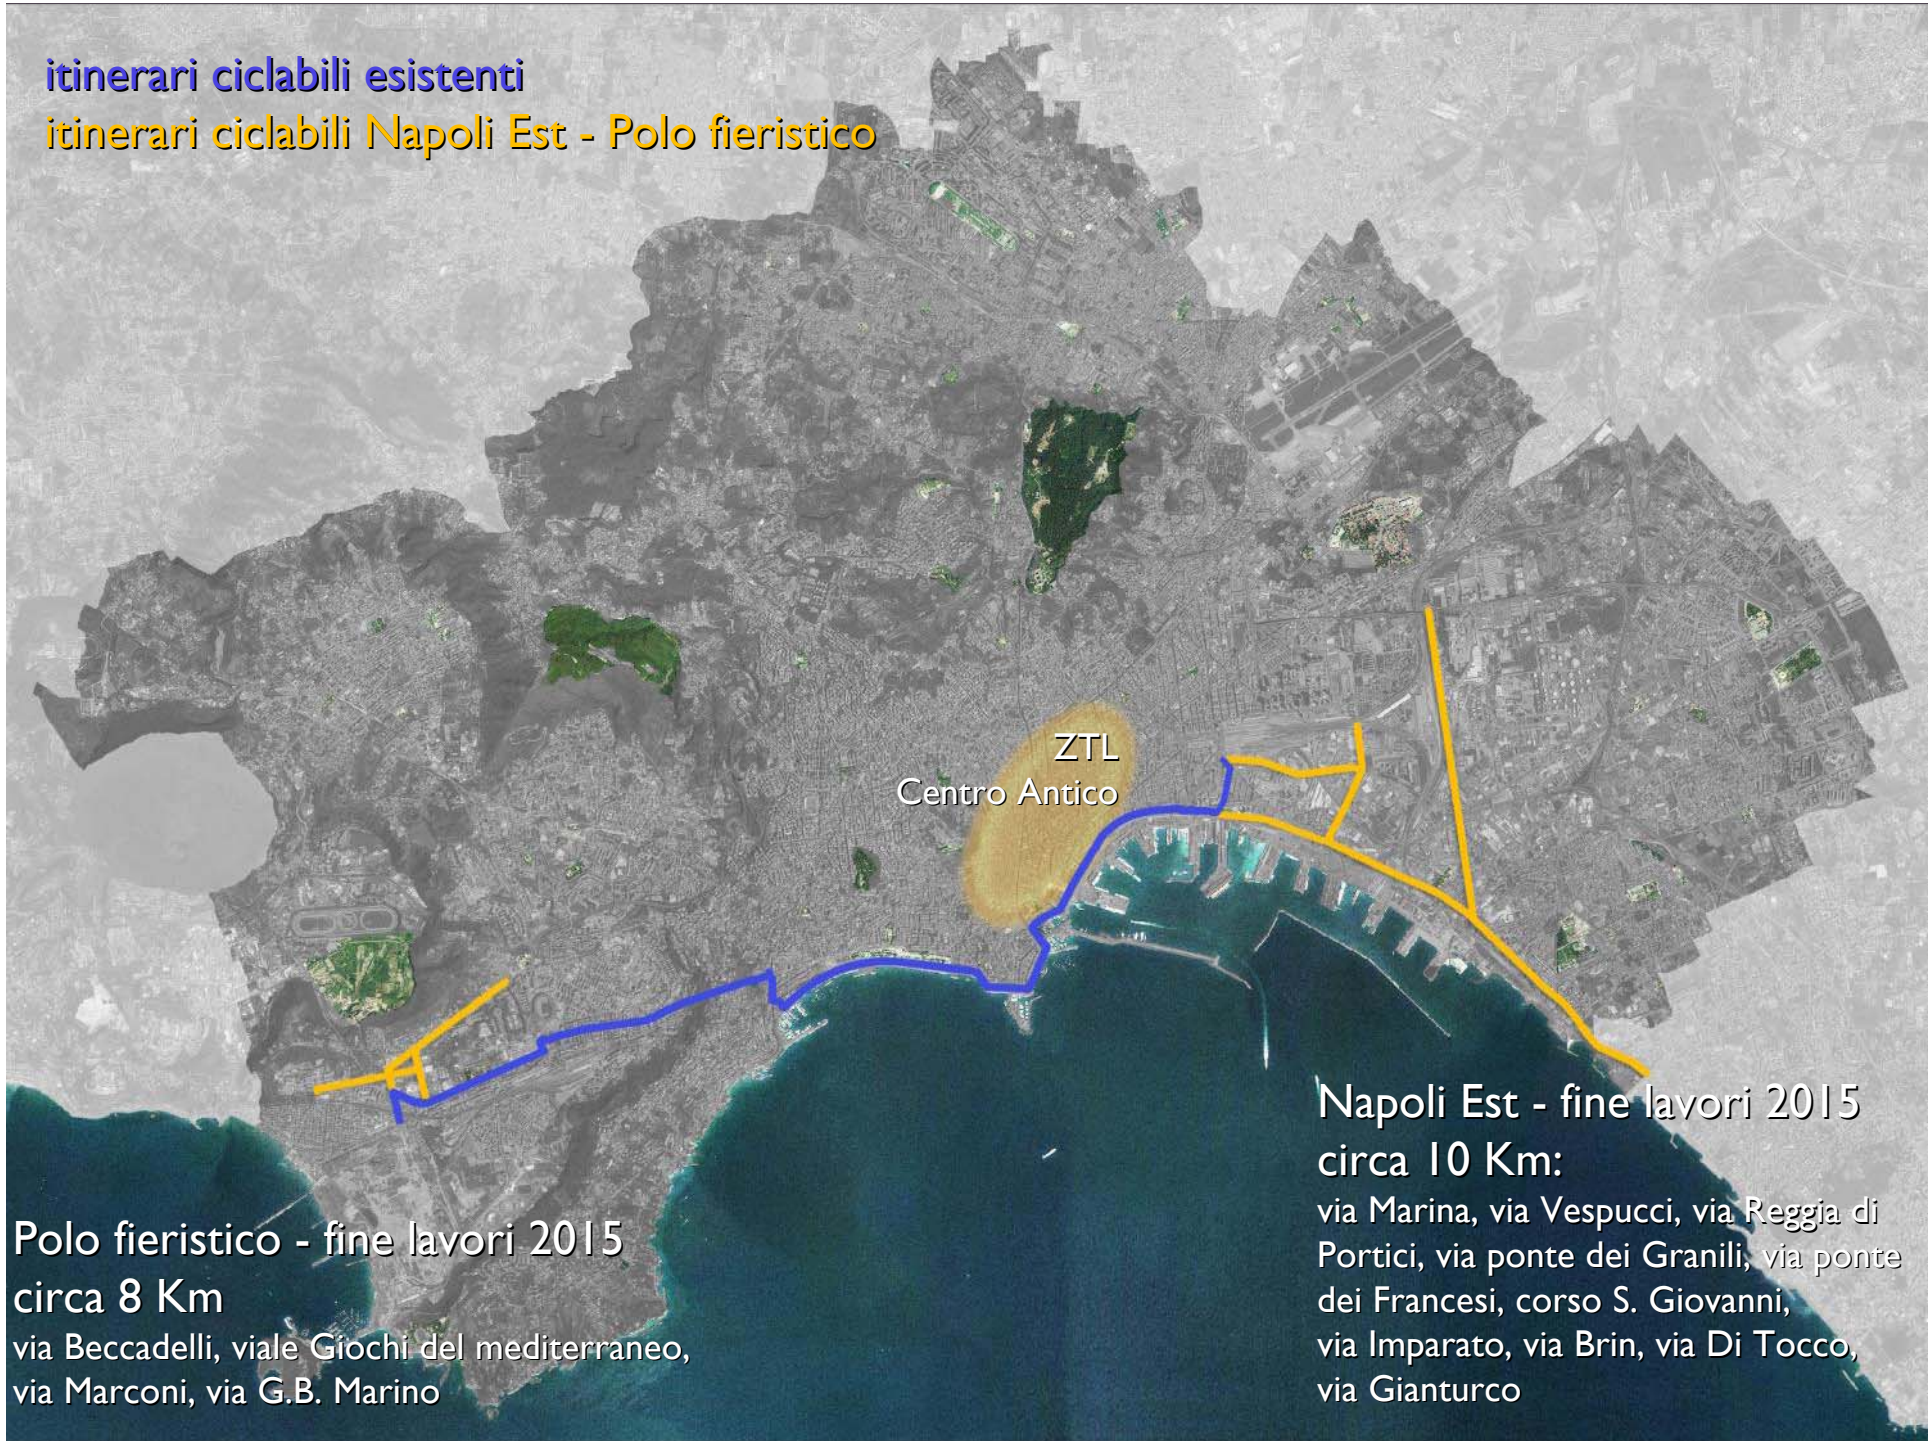 itinerari ciclabili esistenti
itinerari ciclabili Napoli Est - Polo fieristico
ZTL
Centro Antico
Napoli Est - fine lavori 2015
circa 10 Km:
via Marina, via Vespucci, via Reggia di
Portici, via ponte dei Granili, via ponte
dei Francesi, corso S. Giovanni,
via Imparato, via Brin, via Di Tocco,
via Gianturco
Polo fieristico - fine lavori 2015
circa 8 Km
via Beccadelli, viale Giochi del mediterraneo,
via Marconi, via G.B. Marino